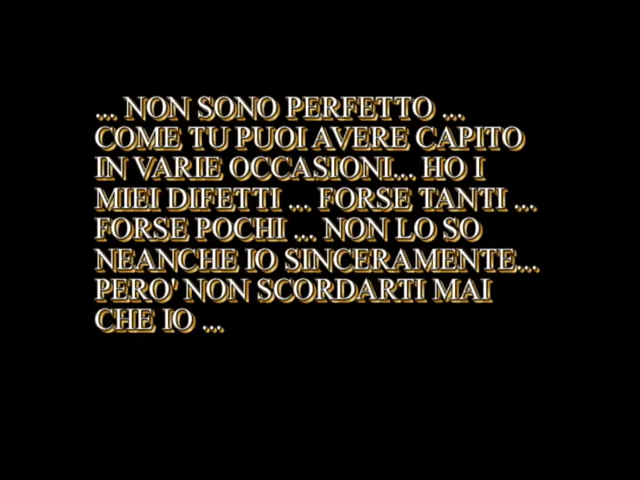 ... NON SONO PERFETTO ...
COME TU PUOI AVERE CAPITO
IN VARIE OCCASIONI... HO I
MIEI DIFETTI ... FORSE TANTI ...
FORSE POCHI ... NON LO SO
NEANCHE IO SINCERAMENTE...
PERO' NON SCORDARTI MAI
CHE IO ...